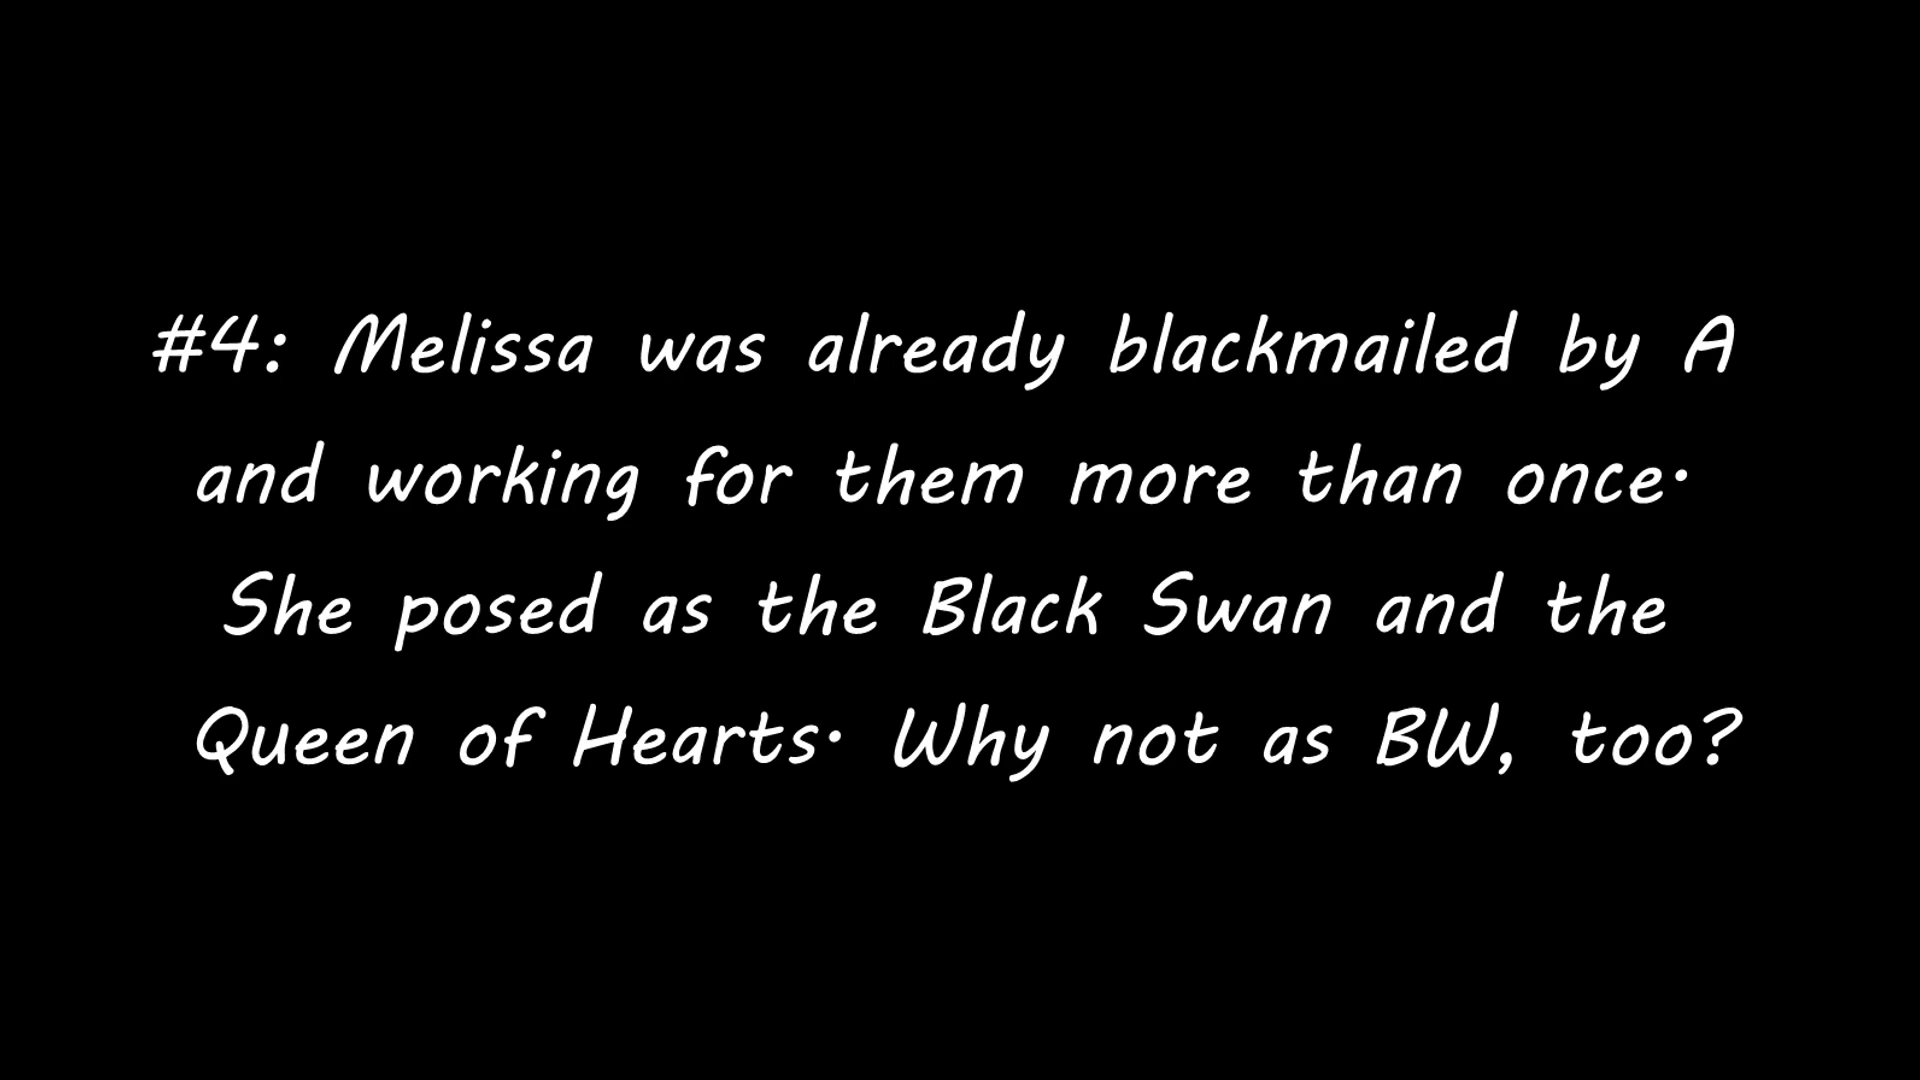 #4: Melissa was already blackmailed by A
and working for them more than once.
She posed as the Black Swan and the
Queen of Hearts. Why not as BW, too?